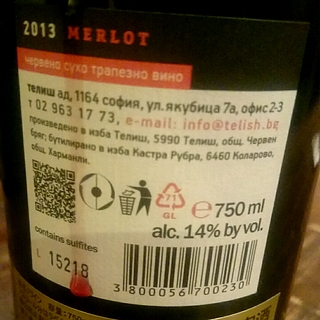 2013 MERLOT
червено сухо трапезно вино
телиш ад, 1164 софия, ул. якубица 7а, офис 2-3
т 02 963 17 73, e-mail: info@telish.bg
произведено в изба Телиш, 5990 Телиш, общ. Червен
бряг; бутилирано в изба Кастра Рубра, 6460 Коларово,
общ. Харманли.
71
GL
e 750 ml
alc. 14% by vol.
contains sulfites
L 15218
3 800056 700230